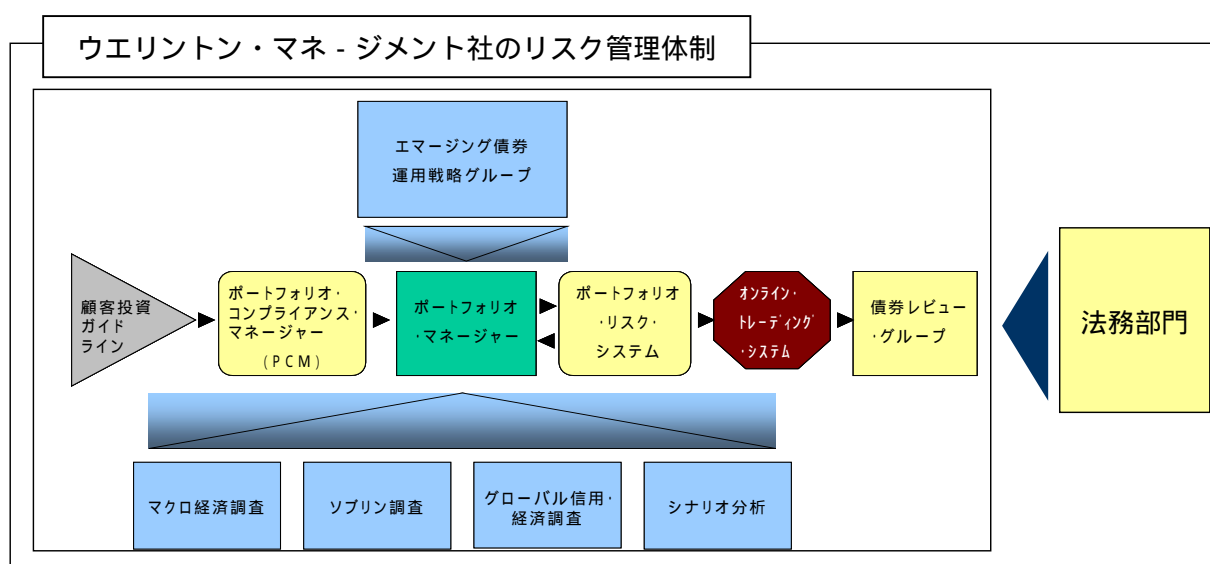 ウエリントン・マネ - ジメント社のリスク管理体制
エマージング債券
運用戦略グループ
顧客投資
ガイド
ライン
ポートフォリオ・
コンプライアンス・
マネージャー
(PCM)
ポートフォリオ
・マネージャー
ポートフォリオ
・リスク・
システム
オンライン・
トレーディング
・システム
債券レビュー
・グループ
法務部門
マクロ経済調査
ソブリン調査
グローバル信用・
経済調査
シナリオ分析